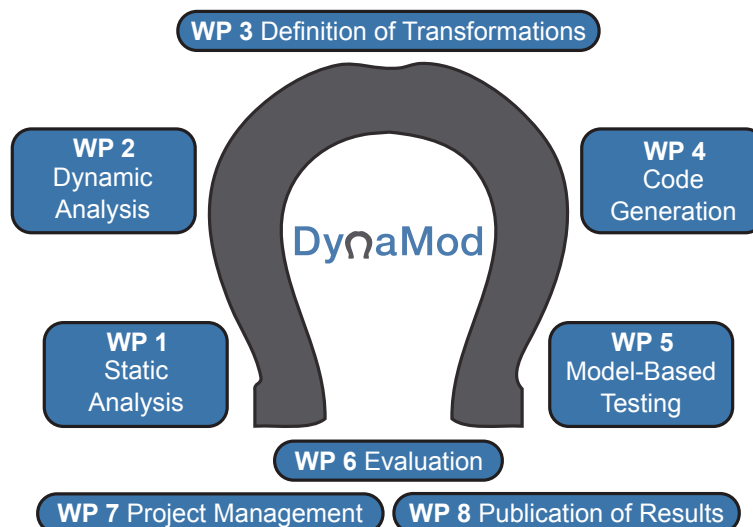 WP 3 Definition of Transformations
WP 2
Dynamic
Analysis
WP 4
Code
Generation
DynaMod
WP 1
Static
Analysis
WP 5
Model-Based
Testing
WP 6 Evaluation
WP 7 Project Management
WP 8 Publication of Results